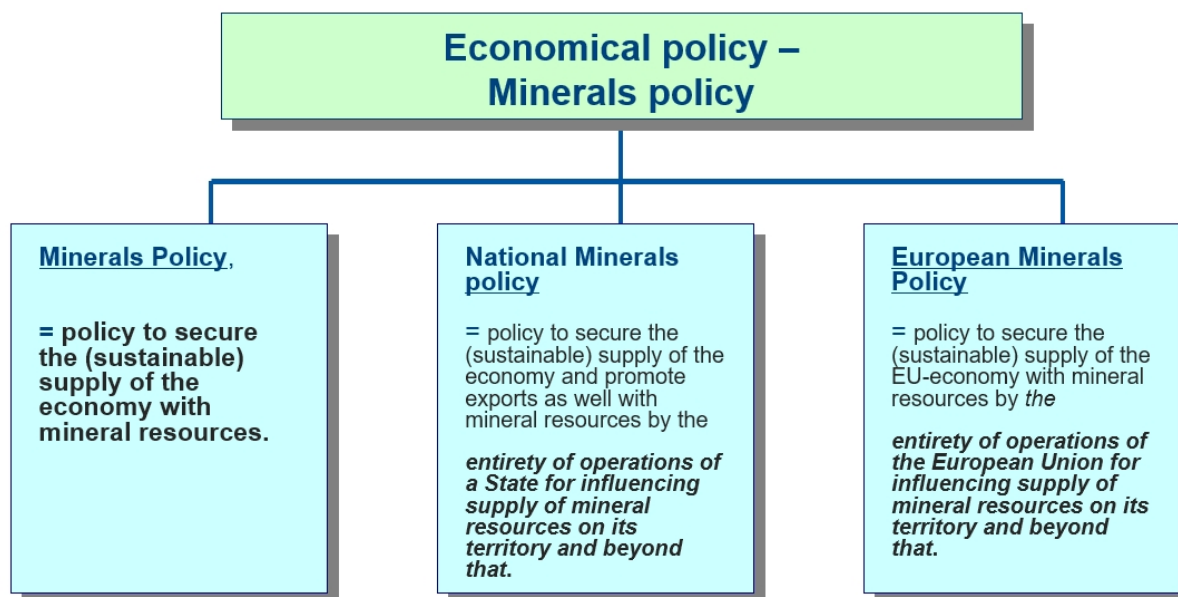 Economical policy –
Minerals policy
Minerals Policy,
= policy to secure
the (sustainable)
supply of the
economy with
mineral resources.
National Minerals
policy
= policy to secure the
(sustainable) supply of the
economy and promote
exports as well with
mineral resources by the
entirety of operations of
a State for influencing
supply of mineral
resources on its
territory and beyond
that.
European Minerals
Policy
= policy to secure the
(sustainable) supply of the
EU-economy with mineral
resources by the
entirety of operations of
the European Union for
influencing supply of
mineral resources on its
territory and beyond
that.